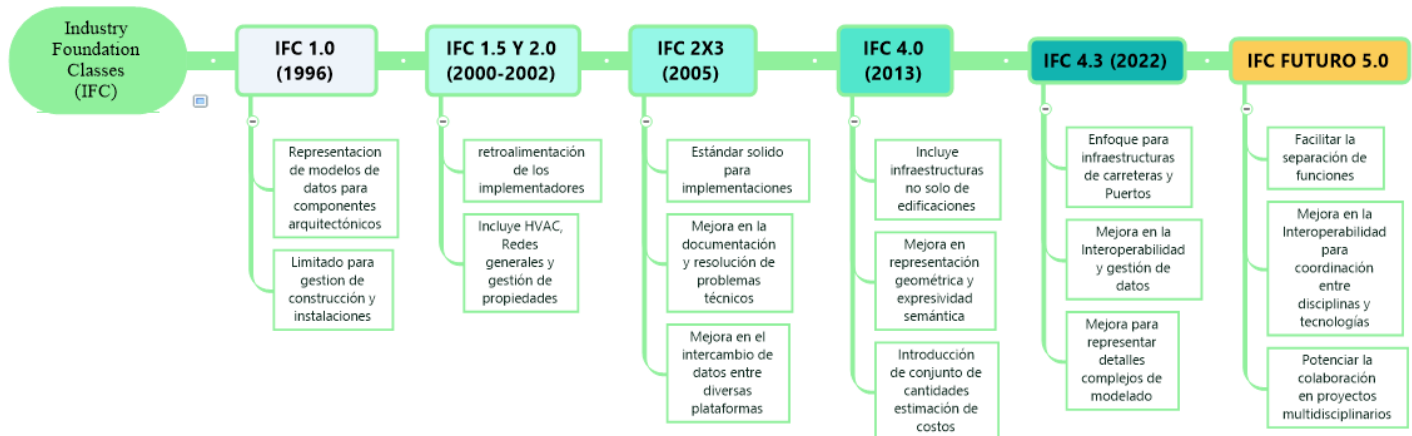 Industry
Foundation
Classes
(IFC)
IFC 1.0
(1996)
Representacion
de modelos de
datos para
componentes
arquitectónicos
Limitado para
gestion de
construcción y
instalaciones
IFC 1.5 Y 2.0
(2000-2002)
retroalimentación
de los
implementadores
Incluye HVAC,
Redes
generales y
gestión de
propiedades
IFC 2X3
(2005)
Estándar solido
para
implementaciones
Mejora en la
documentación
y resolución de
problemas
técnicos
Mejora en el
intercambio de
datos entre
diversas
plataformas
IFC 4.0
(2013)
Incluye
infraestructuras
no solo de
edificaciones
Mejora en
representación
geométrica y
expresividad
semántica
Introducción
de conjunto de
cantidades
estimación de
costos
IFC 4.3 (2022)
Enfoque para
infraestructuras
de carreteras y
Puertos
Mejora en la
Interoperabilidad
y gestión de
datos
Mejora para
representar
detalles
complejos de
modelado
IFC FUTURO 5.0
Facilitar la
separación de
funciones
Mejora en la
Interoperabilidad
para
coordinación
entre
disciplinas y
tecnologías
Potenciar la
colaboración
en proyectos
multidisciplinarios